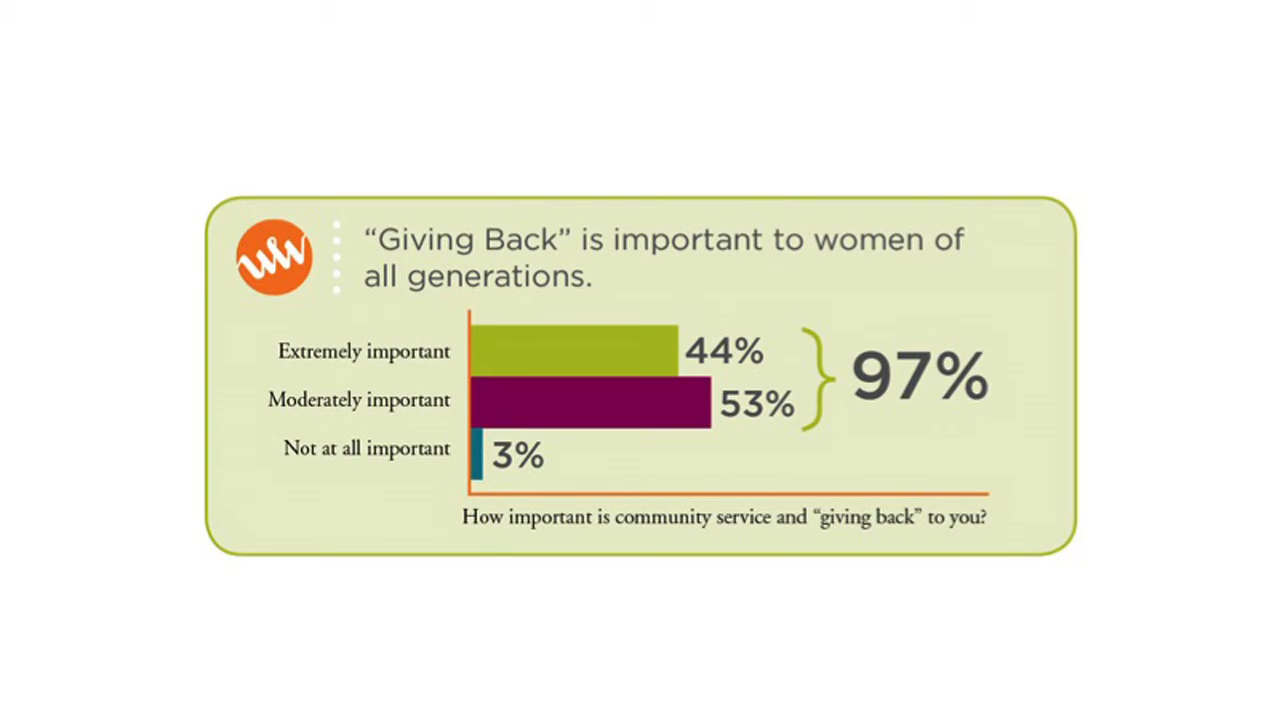 “Giving Back” is important to women of
all generations.
Extremely important
44%
Moderately important
53%
97%
Not at all important
3%
How important is community service and “giving back” to you?